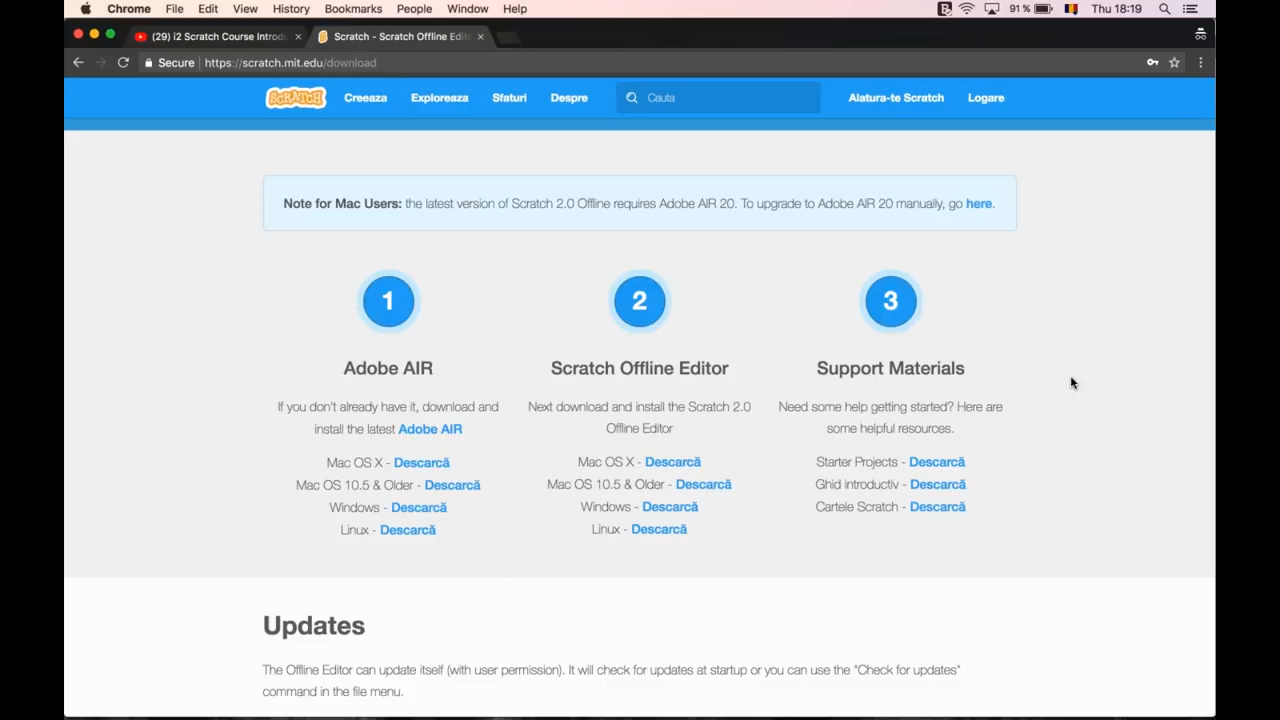 Chrome File Edit View History Bookmarks People Window Help 91 % Thu 18:19
(29) i2 Scratch Course Introdu Scratch - Scratch Offline Edito
Secure https://scratch.mit.edu/download
SCRATCH Creeaza Exploreaza Sfaturi Despre Cauta Alatura-te Scratch Logare
Note for Mac Users: the latest version of Scratch 2.0 Offline requires Adobe AIR 20. To upgrade to Adobe AIR 20 manually, go here.
1
Adobe AIR
If you don't already have it, download and
install the latest Adobe AIR
Mac OS X - Descarcă
Mac OS 10.5 & Older - Descarcă
Windows - Descarcă
Linux - Descarcă
2
Scratch Offline Editor
Next download and install the Scratch 2.0
Offline Editor
Mac OS X - Descarcă
Mac OS 10.5 & Older - Descarcă
Windows - Descarcă
Linux - Descarcă
3
Support Materials
Need some help getting started? Here are
some helpful resources.
Starter Projects - Descarcă
Ghid introductiv - Descarcă
Cartele Scratch - Descarcă
Updates
The Offline Editor can update itself (with user permission). It will check for updates at startup or you can use the "Check for updates"
command in the file menu.